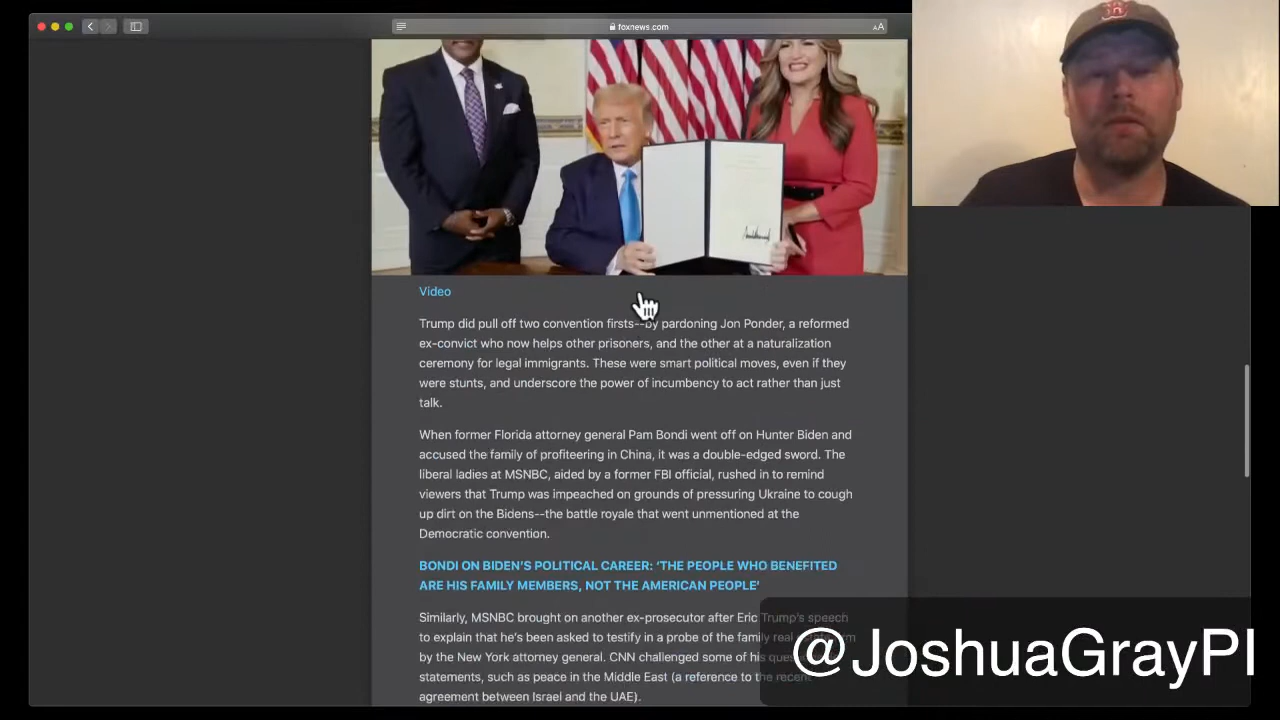 foxnews.com
AA
B
Video
Trump did pull off two convention firsts--by pardoning Jon Ponder, a reformed
ex-convict who now helps other prisoners, and the other at a naturalization
ceremony for legal immigrants. These were smart political moves, even if they
were stunts, and underscore the power of incumbency to act rather than just
talk.
When former Florida attorney general Pam Bondi went off on Hunter Biden and
accused the family of profiteering in China, it was a double-edged sword. The
liberal ladies at MSNBC, aided by a former FBI official, rushed in to remind
viewers that Trump was impeached on grounds of pressuring Ukraine to cough
up dirt on the Bidens--the battle royale that went unmentioned at the
Democratic convention.
BONDI ON BIDEN'S POLITICAL CAREER: 'THE PEOPLE WHO BENEFITED
ARE HIS FAMILY MEMBERS, NOT THE AMERICAN PEOPLE'
Similarly, MSNBC brought on another ex-prosecutor after Eric Trump's speech
to explain that he's been asked to testify in a probe of the family real
by the New York attorney general. CNN challenged some of his
statements, such as peace in the Middle East (a reference to the recent
agreement between Israel and the UAE).
@JoshuaGrayPI